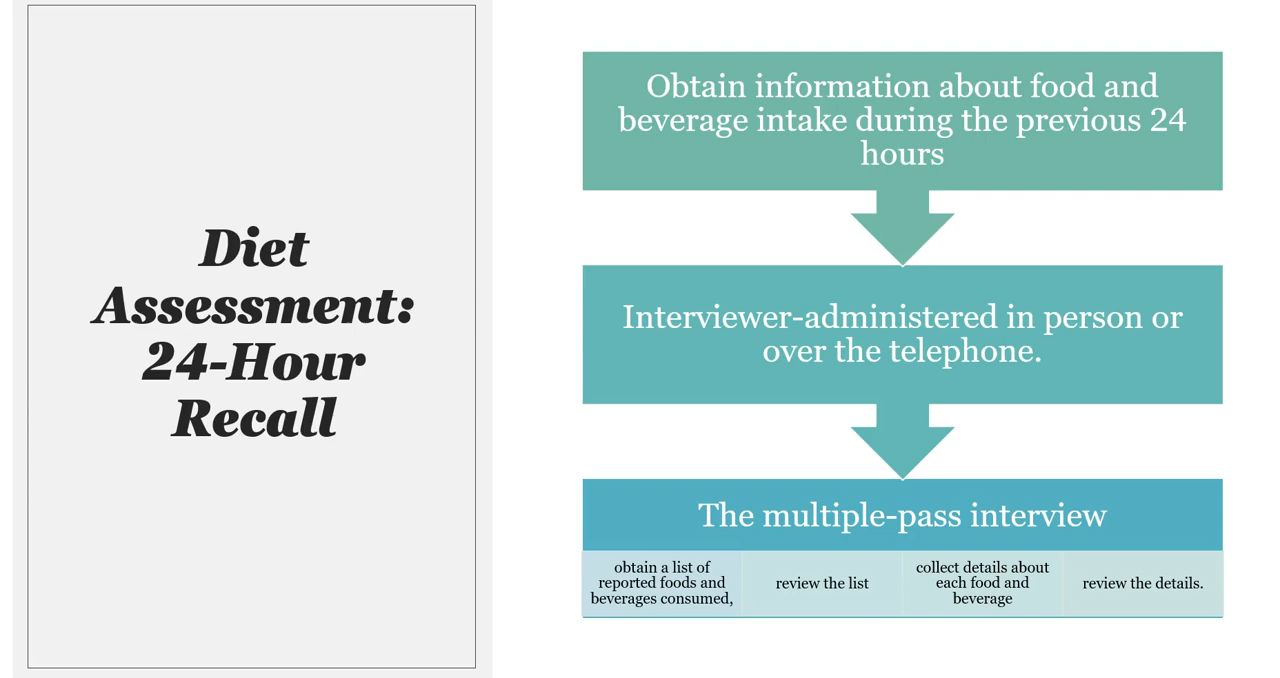 Diet
Assessment:
24-Hour
Recall
Obtain information about food and
beverage intake during the previous 24
hours
Interviewer-administered in person or
over the telephone.
The multiple-pass interview
obtain a list of
reported foods and
beverages consumed,
review the list
collect details about
each food and
beverage
review the details.